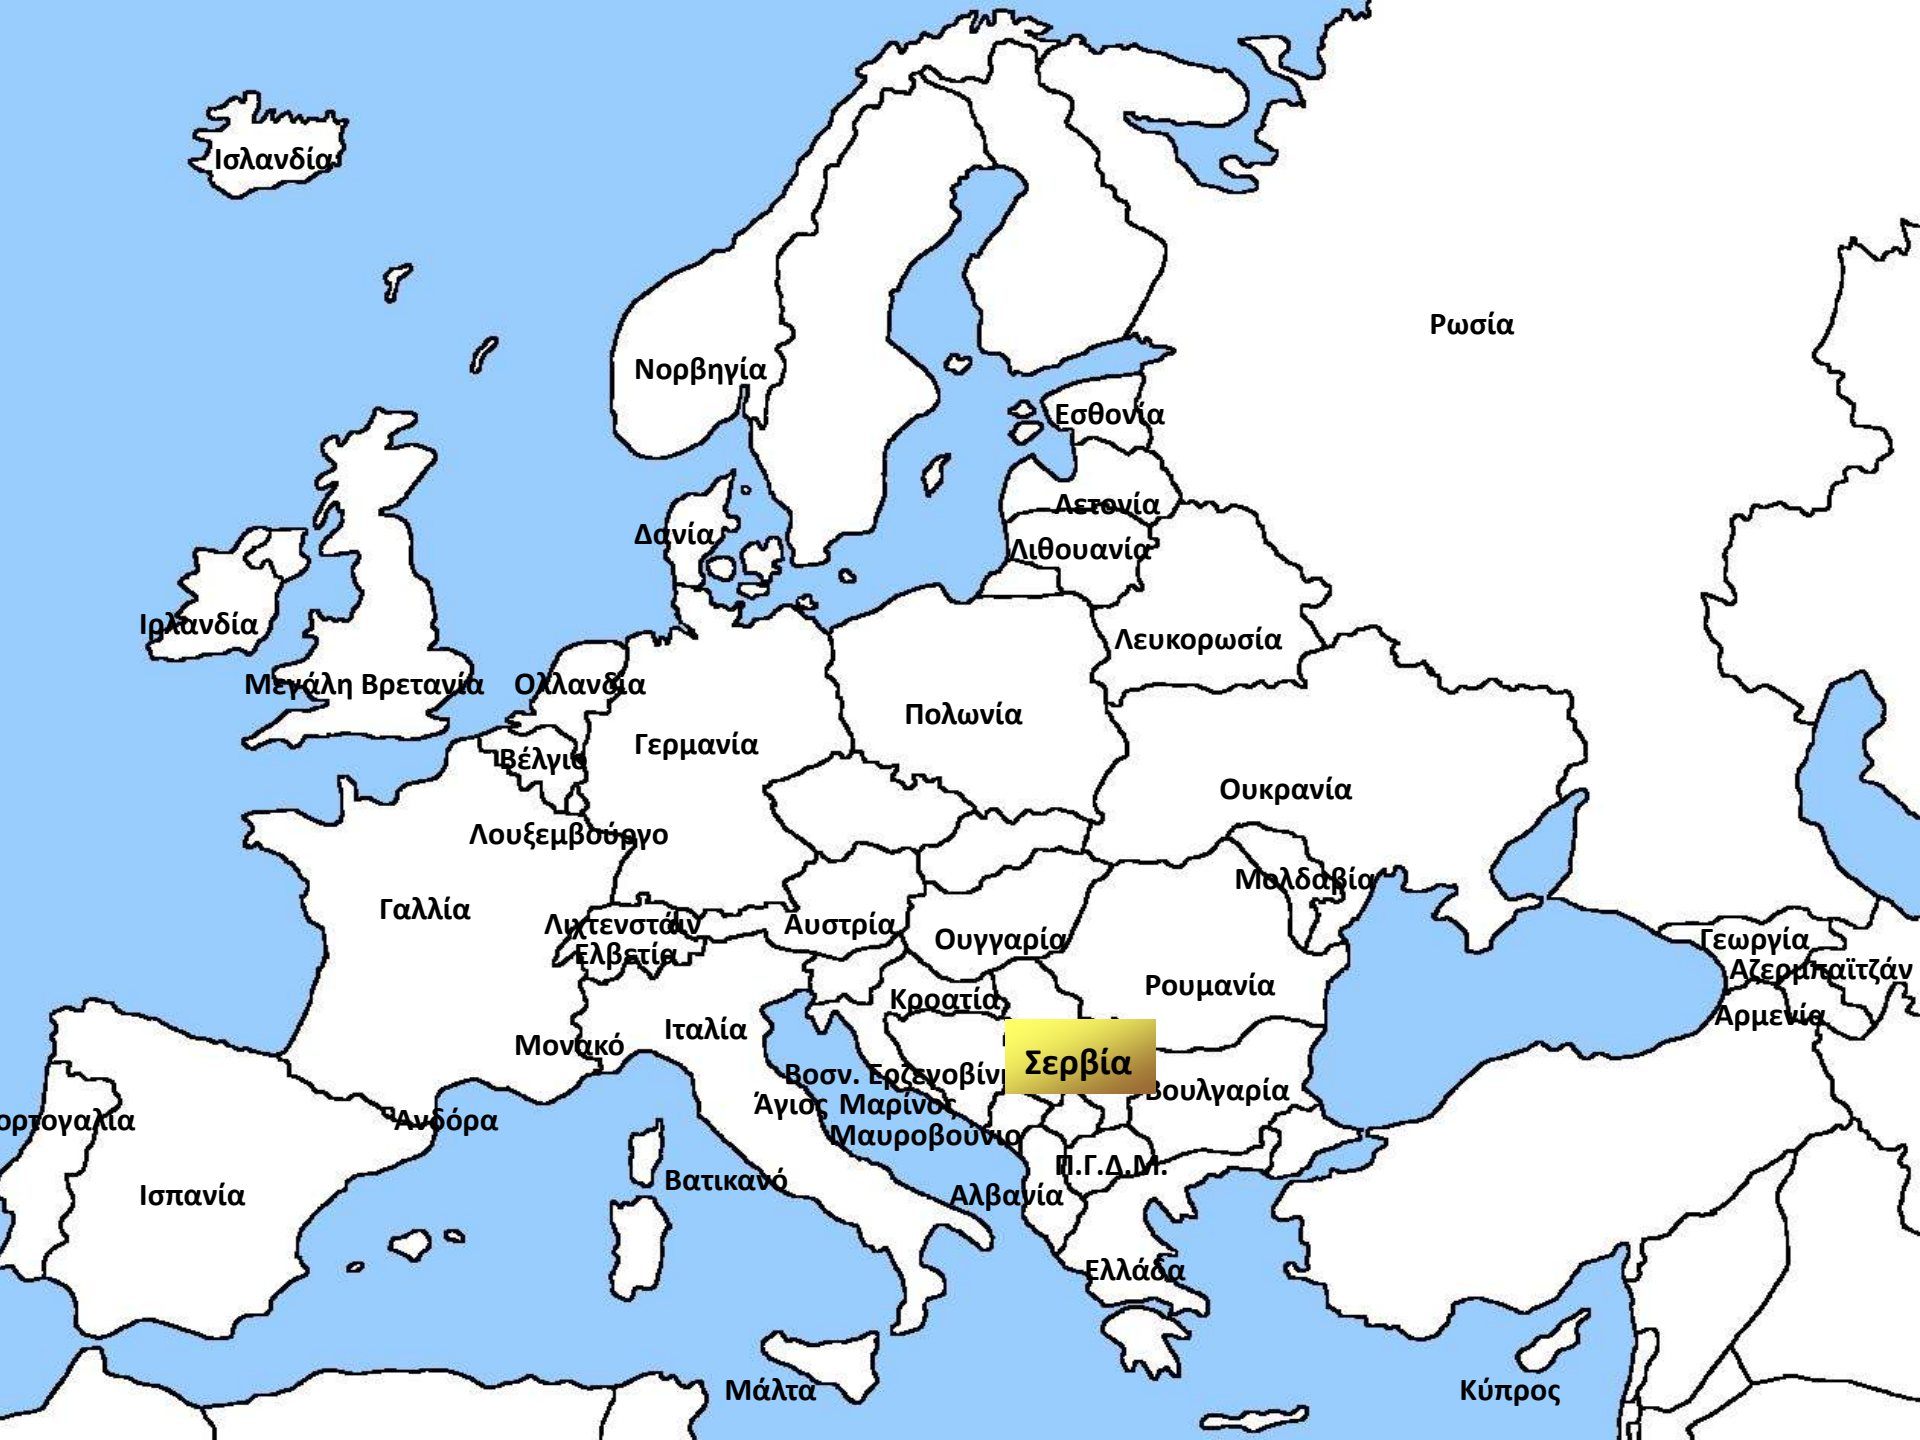 Ισλανδία
Ρωσία
Νορβηγία
Εσθονία
Λετονία
Δανία
Λιθουανία
Ιρλανδία
Λευκορωσία
Μεγάλη Βρετανία
Ολλανδία
Πολωνία
Γερμανία
Βέλγιο
Ουκρανία
Λουξεμβούργο
Μολδαβία
Γαλλία
Λιχτενστάιν
Αυστρία
Ουγγαρία
Γεωργία
Ελβετία
Αζερμπαϊτζάν
Ρουμανία
Κροατία
Αρμενία
Ιταλία
Μονακό
Σερβία
Βοσν. Ερζεγοβίνη
Βουλγαρία
Άγιος Μαρίνος
ορτογαλία
Ανδόρα
Μαυροβούνιο
Π.Γ.Δ.Μ.
Βατικανό
Ισπανία
Αλβανία
Ελλάδα
Μάλτα
Κύπρος